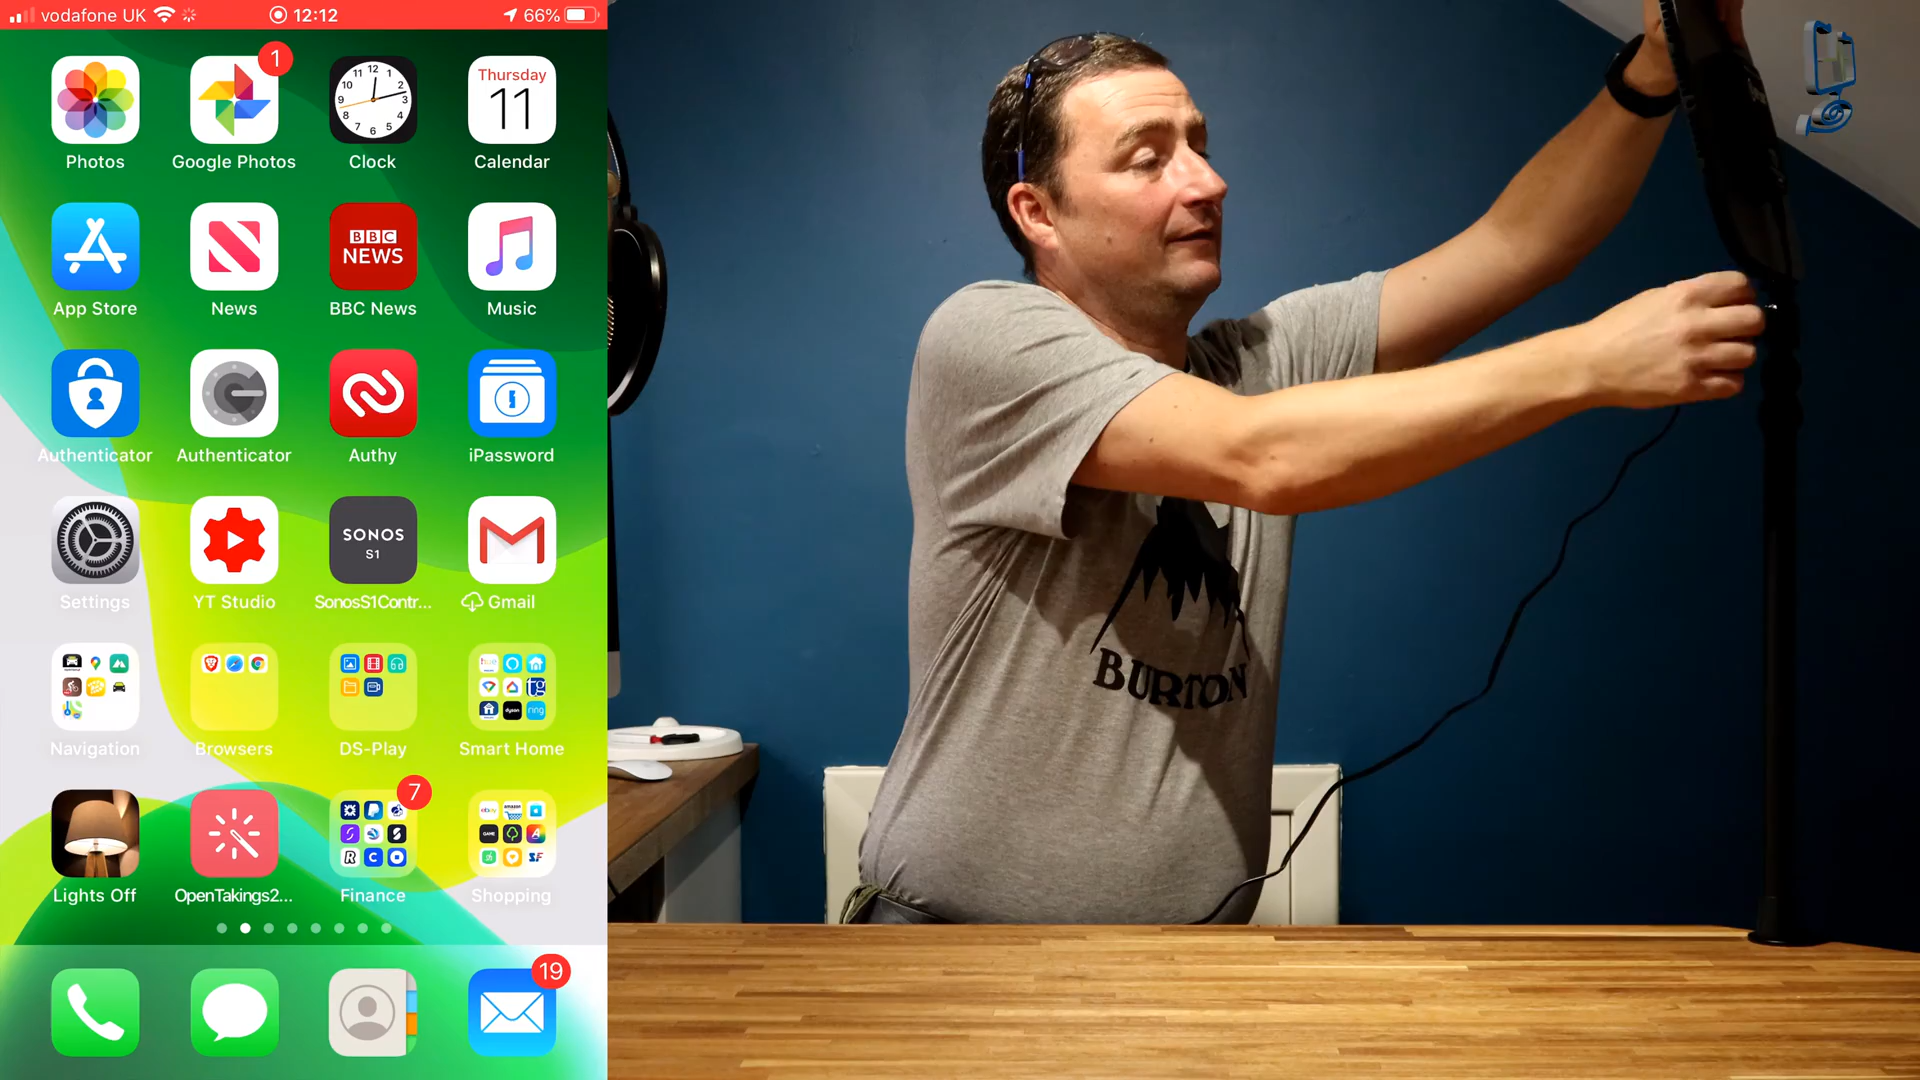 vodafone UK 12:12 66%
1
Photos Google Photos Clock Calendar
Thursday
11
BBC
NEWS
App Store News BBC News Music
Authenticator Authenticator Authy iPassword
SONOS
S1
Settings YT Studio SonosS1Contr... Gmail
Navigation Browsers DS-Play Smart Home
7
Lights Off OpenTakings2... Finance Shopping
19
BURTON